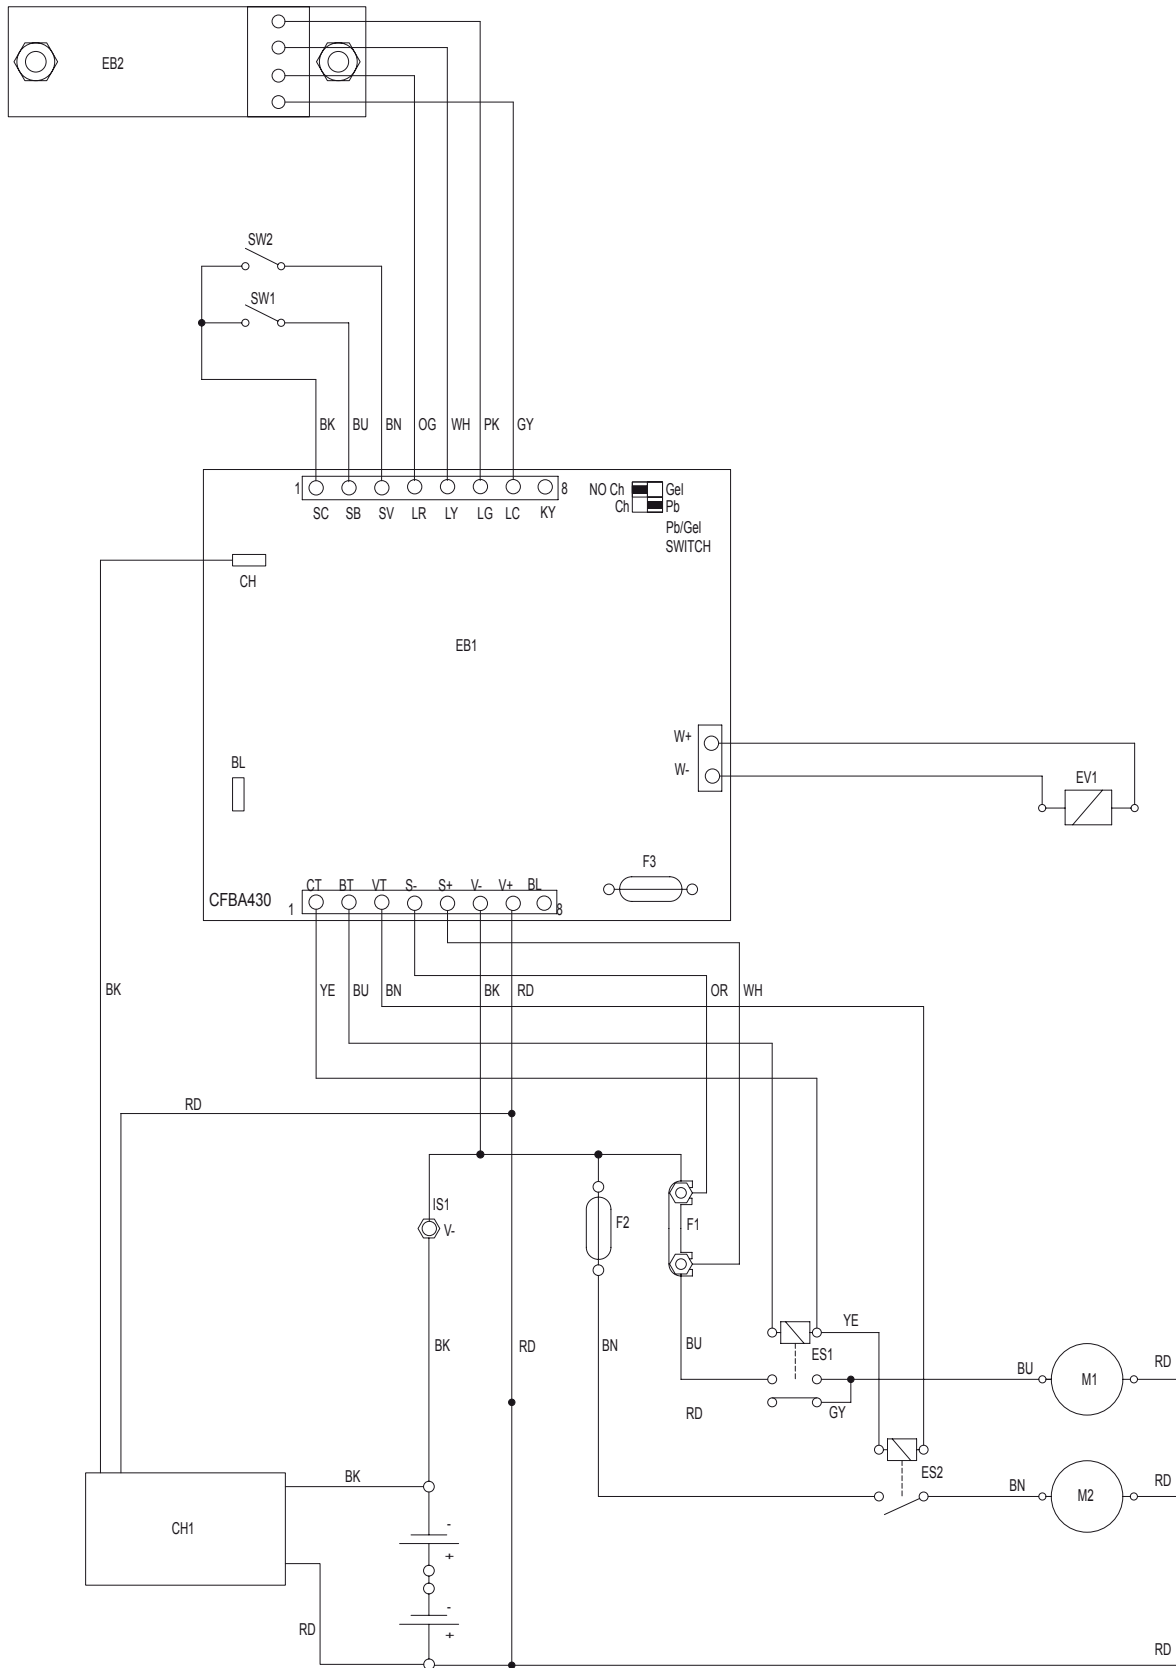 EB2
SW2
SW1
BK BU BN OG WH PK GY
1 8
NO Ch Gel
Ch Pb
SC SB SV LR LY LG LC KY
Pb/Gel
SWITCH
CH
EB1
W+
BL
W-
EV1
F3
CT BT VT S- S+ V- V+ BL
CFBA430
1 8
BK YE BU BN BK RD OR WH
RD
IS1
F2 F1
V-
YE
BK RD BN BU ES1
BU M1 RD
RD GY
ES2
BK BN M2 RD
CH1
-
+
-
RD +
RD